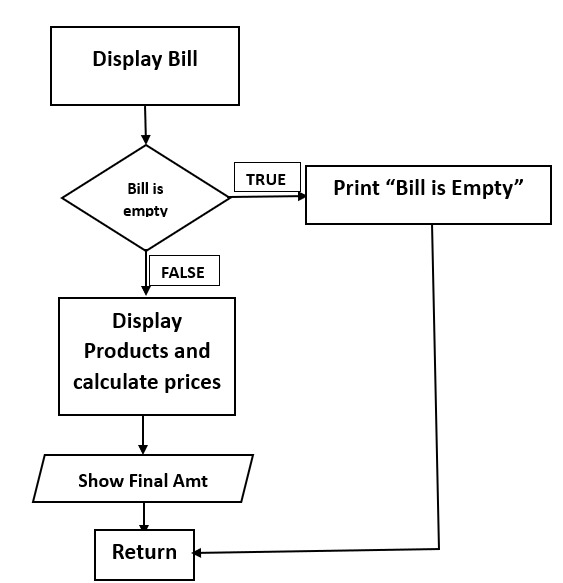 Display Bill
Bill is
empty
TRUE
Print “Bill is Empty”
FALSE
Display
Products and
calculate prices
Show Final Amt
Return